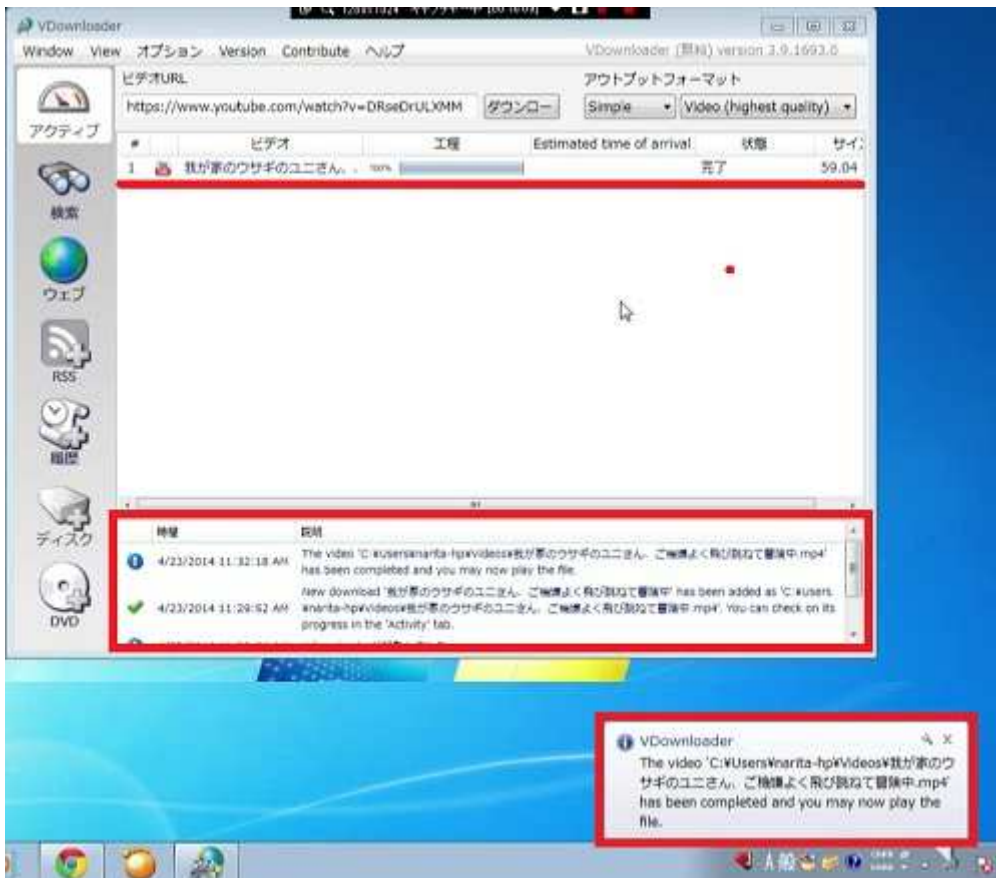 VDownloader
Window View オプション Version Contribute ヘルプ VDownloader (無料) version 3.9.1693.0
ビデオURL アウトプットフォーマット
https://www.youtube.com/watch?v=DRseDrULXMM ダウンロー Simple Video (highest quality)
アクティブ
# ビデオ 工程 Estimated time of arrival 状態 サイ
1 我が家のウサギのユニさん、. 100% 完了 59.04
検索
ウェブ
RSS
履歴
ディスク
DVD
時間 説明
4/23/2014 11:32:18 AM The video 'C:¥Users¥narita-hp¥Videos¥我が家のウサギのユニさん、ご機嫌よく飛び跳ねて冒険中.mp4'
has been completed and you may now play the file.
New download '我が家のウサギのユニさん、ご機嫌よく飛び跳ねて冒険中' has been added as 'C:¥Users
4/23/2014 11:29:52 AM ¥narita-hp¥Videos¥我が家のウサギのユニさん、ご機嫌よく飛び跳ねて冒険中.mp4'. You can check on its
progress in the 'Activity' tab.
VDownloader
The video 'C:¥Users¥narita-hp¥Videos¥我が家のウ
サギのユニさん、ご機嫌よく飛び跳ねて冒険中.mp4'
has been completed and you may now play the
file.
A 般